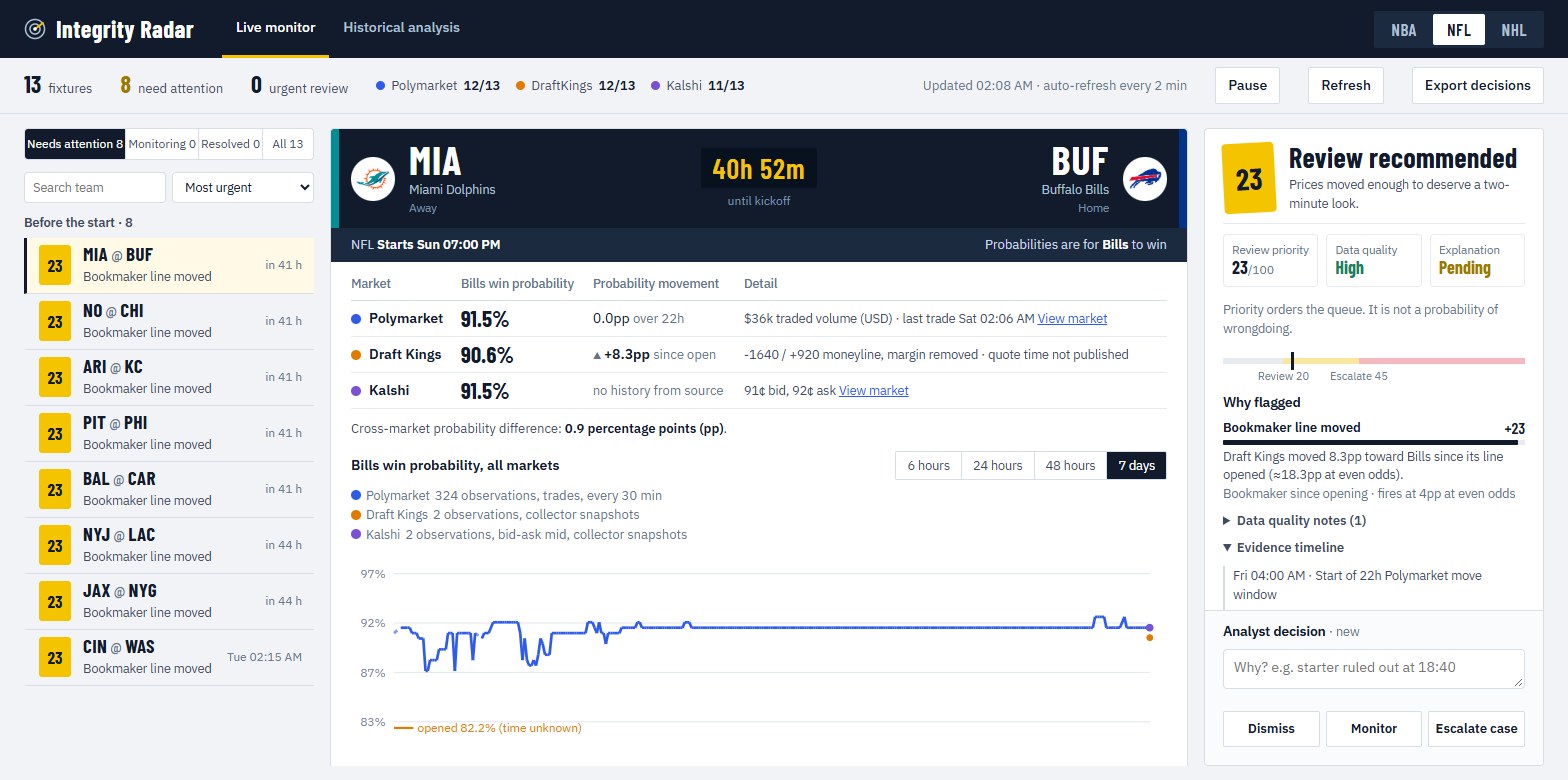 Integrity Radar
Live monitor
Historical analysis
NBA
NFL
NHL
13 fixtures
8 need attention
0 urgent review
Polymarket 12/13
DraftKings 12/13
Kalshi 11/13
Updated 02:08 AM · auto-refresh every 2 min
Pause
Refresh
Export decisions
Needs attention 8
Monitoring 0
Resolved 0
All 13
Search team
Most urgent
Before the start · 8
23
MIA @ BUF
Bookmaker line moved
in 41 h
23
NO @ CHI
Bookmaker line moved
in 41 h
23
ARI @ KC
Bookmaker line moved
in 41 h
23
PIT @ PHI
Bookmaker line moved
in 41 h
23
BAL @ CAR
Bookmaker line moved
in 41 h
23
NYJ @ LAC
Bookmaker line moved
in 44 h
23
JAX @ NYG
Bookmaker line moved
in 44 h
23
CIN @ WAS
Bookmaker line moved
Tue 02:15 AM
MIA
Miami Dolphins
Away
40h 52m
until kickoff
BUF
Buffalo Bills
Home
NFL Starts Sun 07:00 PM
Probabilities are for Bills to win
Market Bills win probability Probability movement Detail
Polymarket 91.5% 0.0pp over 22h $36k traded volume (USD) · last trade Sat 02:06 AM View market
Draft Kings 90.6% ▲ +8.3pp since open -1640 / +920 moneyline, margin removed · quote time not published
Kalshi 91.5% no history from source 91¢ bid, 92¢ ask View market
Cross-market probability difference: 0.9 percentage points (pp).
Bills win probability, all markets
6 hours
24 hours
48 hours
7 days
Polymarket 324 observations, trades, every 30 min
Draft Kings 2 observations, collector snapshots
Kalshi 2 observations, bid-ask mid, collector snapshots
97%
92%
87%
83%
opened 82.2% (time unknown)
23
Review recommended
Prices moved enough to deserve a two-
minute look.
Review priority
23/100
Data quality
High
Explanation
Pending
Priority orders the queue. It is not a probability of
wrongdoing.
Review 20
Escalate 45
Why flagged
Bookmaker line moved +23
Draft Kings moved 8.3pp toward Bills since its line
opened (≈18.3pp at even odds).
Bookmaker since opening · fires at 4pp at even odds
▶ Data quality notes (1)
▼ Evidence timeline
Fri 04:00 AM · Start of 22h Polymarket move
window
Analyst decision · new
Why? e.g. starter ruled out at 18:40
Dismiss
Monitor
Escalate case